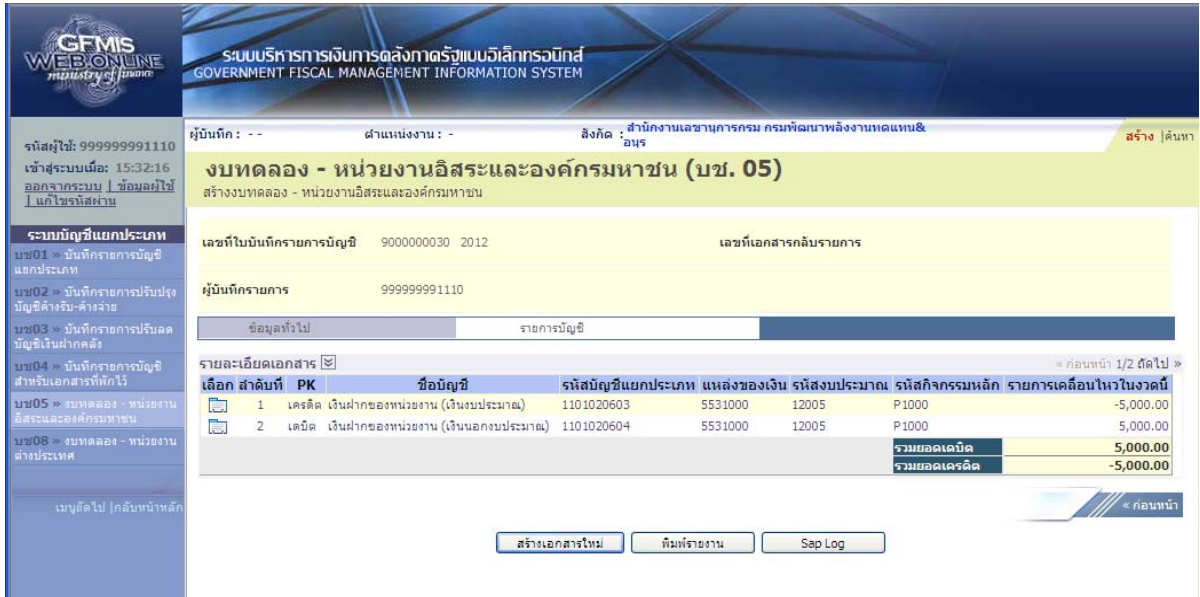 GFMIS
WEB ONLINE
ministry of finance
ระบบบริหารการเงินการคลังภาครัฐแบบอิเล็กทรอนิกส์
GOVERNMENT FISCAL MANAGEMENT INFORMATION SYSTEM
รหัสผู้ใช้: 999999991110
เข้าสู่ระบบเมื่อ: 15:32:16
ออกจากระบบ | ข้อมูลผู้ใช้
| แก้ไขรหัสผ่าน
ระบบบัญชีแยกประเภท
บช01 » บันทึกรายการบัญชี
แยกประเภท
บช02 » บันทึกรายการปรับปรุง
บัญชีค้างรับ-ค้างจ่าย
บช03 » บันทึกรายการปรับลด
บัญชีเงินฝากคลัง
บช04 » บันทึกรายการบัญชี
สำหรับเอกสารที่พักไว้
บช05 » งบทดลอง - หน่วยงาน
อิสระและองค์กรมหาชน
บช08 » งบทดลอง - หน่วยงาน
ต่างประเทศ
เมนูถัดไป |กลับหน้าหลัก
ผู้บันทึก : - - ตำแหน่งงาน : - สังกัด : สำนักงานเลขานุการกรม กรมพัฒนาพลังงานทดแทน&
อนุร
สร้าง |ค้นหา
งบทดลอง - หน่วยงานอิสระและองค์กรมหาชน (บช. 05)
สร้างงบทดลอง - หน่วยงานอิสระและองค์กรมหาชน
เลขที่ใบบันทึกรายการบัญชี 9000000030 2012 เลขที่เอกสารกลับรายการ
ผู้บันทึกรายการ 999999991110
ข้อมูลทั่วไป รายการบัญชี
รายละเอียดเอกสาร « ก่อนหน้า 1/2 ถัดไป »
เลือก ลำดับที่ PK ชื่อบัญชี รหัสบัญชีแยกประเภท แหล่งของเงิน รหัสงบประมาณ รหัสกิจกรรมหลัก รายการเคลื่อนไหวในงวดนี้
1 เครดิต เงินฝากของหน่วยงาน (เงินงบประมาณ) 1101020603 5531000 12005 P1000 -5,000.00
2 เดบิต เงินฝากของหน่วยงาน (เงินนอกงบประมาณ) 1101020604 5531000 12005 P1000 5,000.00
รวมยอดเดบิต 5,000.00
รวมยอดเครดิต -5,000.00
« ก่อนหน้า
สร้างเอกสารใหม่ พิมพ์รายงาน Sap Log